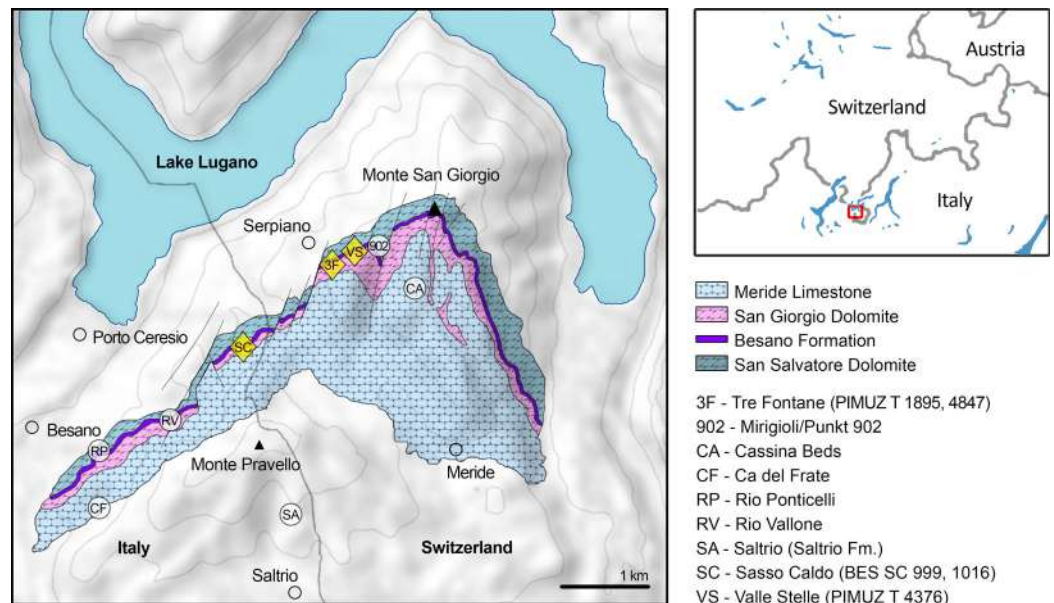 Lake Lugano
Monte San Giorgio
Serpiano
902
VS
3F
CA
Porto Ceresio
SC
Besano
RV
RP
Monte Pravello
Meride
CF
SA
Italy
Switzerland
Saltrio
1 km
Austria
Switzerland
Italy
Meride Limestone
San Giorgio Dolomite
Besano Formation
San Salvatore Dolomite
3F - Tre Fontane (PIMUZ T 1895, 4847)
902 - Mirigioli/Punkt 902
CA - Cassina Beds
CF - Ca del Frate
RP - Rio Ponticelli
RV - Rio Vallone
SA - Saltrio (Saltrio Fm.)
SC - Sasso Caldo (BES SC 999, 1016)
VS - Valle Stelle (PIMUZ T 4376)